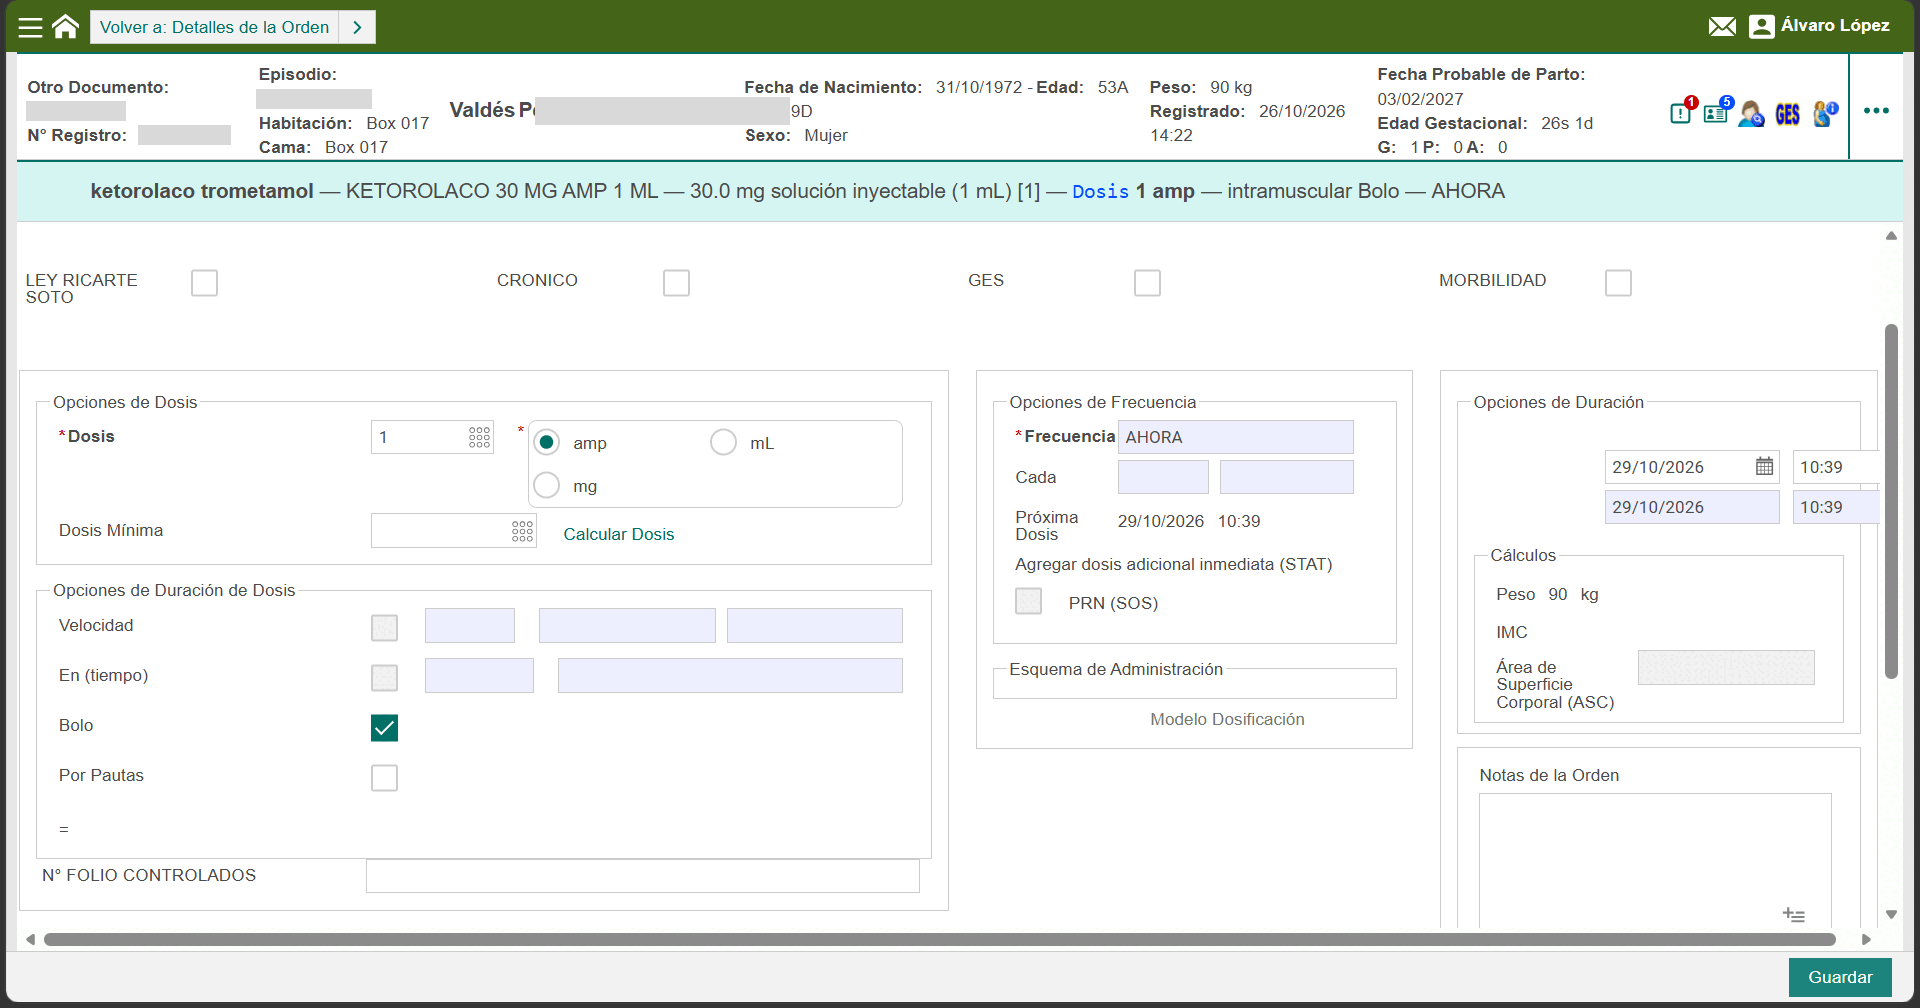 Volver a: Detalles de la Orden
Álvaro López
Otro Documento:
N° Registro:
Episodio:
Habitación: Box 017
Cama: Box 017
Valdés P
9D
Fecha de Nacimiento: 31/10/1972 - Edad: 53A
Sexo: Mujer
Peso: 90 kg
Registrado: 26/10/2026
14:22
Fecha Probable de Parto:
03/02/2027
Edad Gestacional: 26s 1d
G: 1 P: 0 A: 0
1
5
GES
ketorolaco trometamol — KETOROLACO 30 MG AMP 1 ML — 30.0 mg solución inyectable (1 mL) [1] — Dosis 1 amp — intramuscular Bolo — AHORA
LEY RICARTE
SOTO
CRONICO
GES
MORBILIDAD
Opciones de Dosis
*Dosis
1
*
amp
mL
mg
Dosis Mínima
Calcular Dosis
Opciones de Duración de Dosis
Velocidad
En (tiempo)
Bolo
Por Pautas
=
N° FOLIO CONTROLADOS
Opciones de Frecuencia
*Frecuencia AHORA
Cada
Próxima
Dosis
29/10/2026 10:39
Agregar dosis adicional inmediata (STAT)
PRN (SOS)
Esquema de Administración
Modelo Dosificación
Opciones de Duración
29/10/2026 10:39
29/10/2026 10:39
Cálculos
Peso 90 kg
IMC
Área de
Superficie
Corporal (ASC)
Notas de la Orden
Guardar